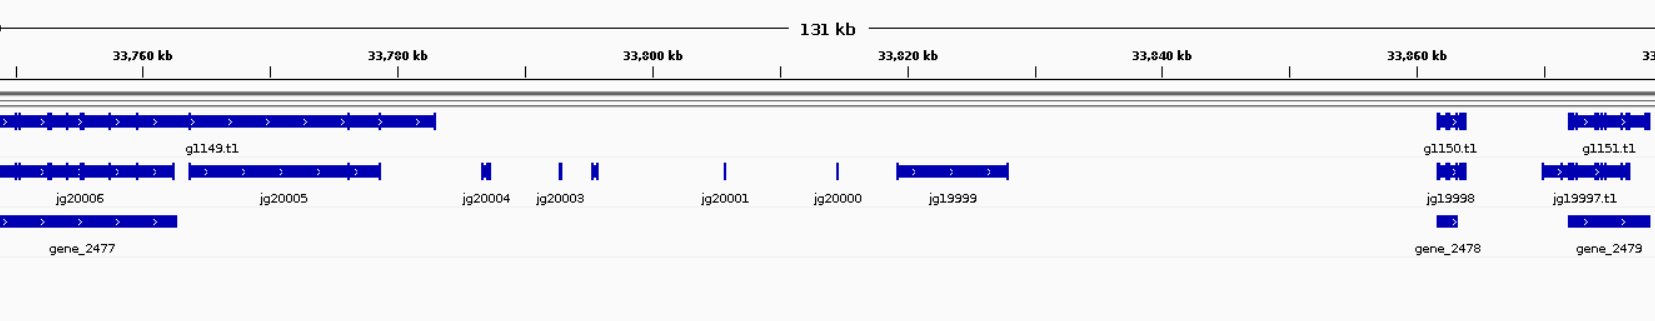 131 kb
33,760 kb 33,780 kb 33,800 kb 33,820 kb 33,840 kb 33,860 kb 33
g1149.t1 g1150.t1 g1151.t1
jg20006 jg20005 jg20004 jg20003 jg20001 jg20000 jg19999 jg19998 jg19997.t1
gene_2477 gene_2478 gene_2479